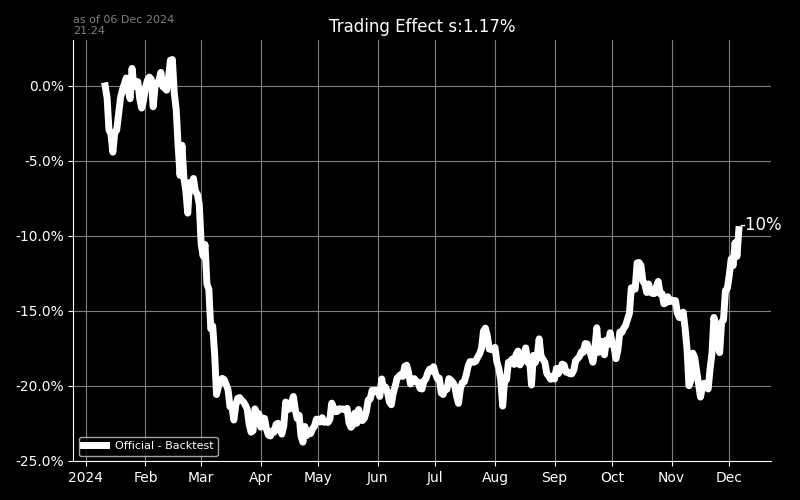 as of 06 Dec 2024
21:24
Trading Effect s:1.17%
0.0%
-5.0%
-10.0%
-15.0%
-20.0%
-25.0%
-10%
Official - Backtest
2024 Feb Mar Apr May Jun Jul Aug Sep Oct Nov Dec